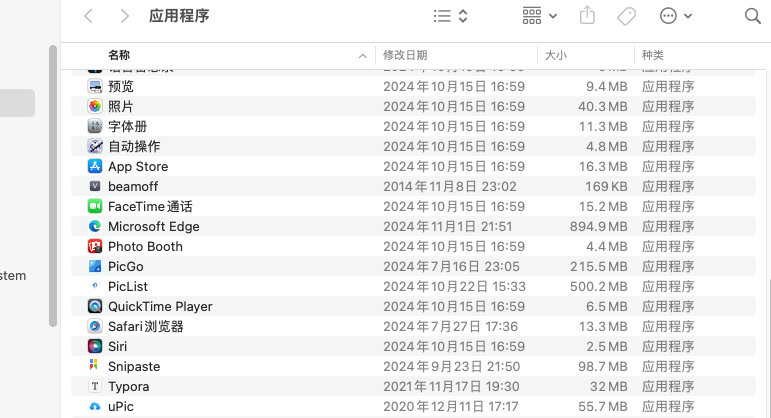 应用程序
名称 修改日期 大小 种类
预览 2024年10月15日 16:59 9.4 MB 应用程序
照片 2024年10月15日 16:59 40.3 MB 应用程序
字体册 2024年10月15日 16:59 11.3 MB 应用程序
自动操作 2024年10月15日 16:59 4.8 MB 应用程序
App Store 2024年10月15日 16:59 16.3 MB 应用程序
beamoff 2014年11月8日 23:02 169 KB 应用程序
FaceTime通话 2024年10月15日 16:59 15.2 MB 应用程序
Microsoft Edge 2024年11月1日 21:51 894.9 MB 应用程序
Photo Booth 2024年10月15日 16:59 4.4 MB 应用程序
PicGo 2024年7月16日 23:05 215.5 MB 应用程序
stem PicList 2024年10月22日 15:33 500.2 MB 应用程序
QuickTime Player 2024年10月15日 16:59 6.5 MB 应用程序
Safari浏览器 2024年7月27日 17:36 13.3 MB 应用程序
Siri 2024年10月15日 16:59 2.5 MB 应用程序
Snipaste 2024年9月23日 21:50 98.7 MB 应用程序
T Typora 2021年11月17日 19:30 32 MB 应用程序
uPic 2020年12月11日 17:17 55.7 MB 应用程序